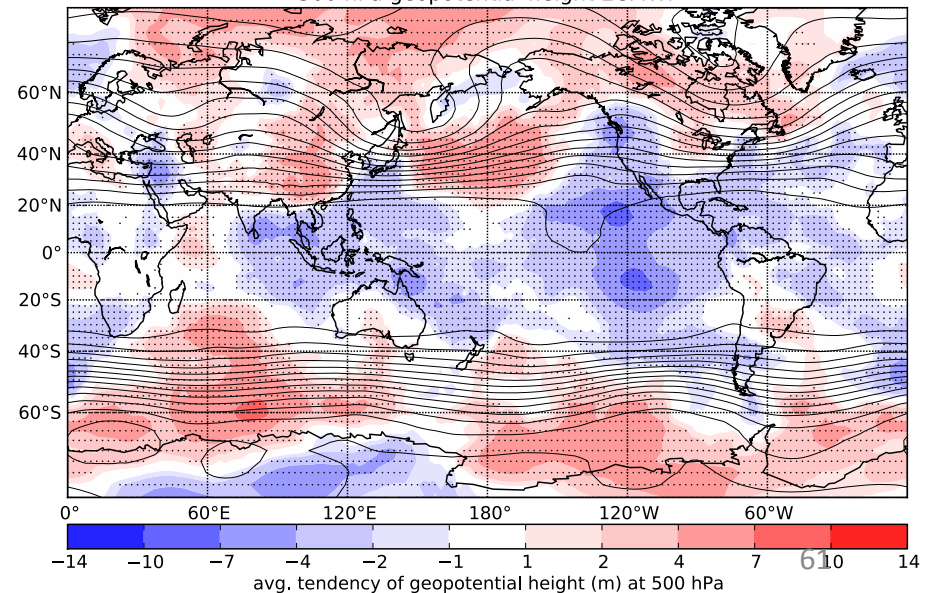 60°N
40°N
20°N
0°
20°S
40°S
60°S
0° 60°E 120°E 180° 120°W 60°W
−14 −10 −7 −4 −2 −1 1 2 4 7 10 14
61
avg. tendency of geopotential height (m) at 500 hPa